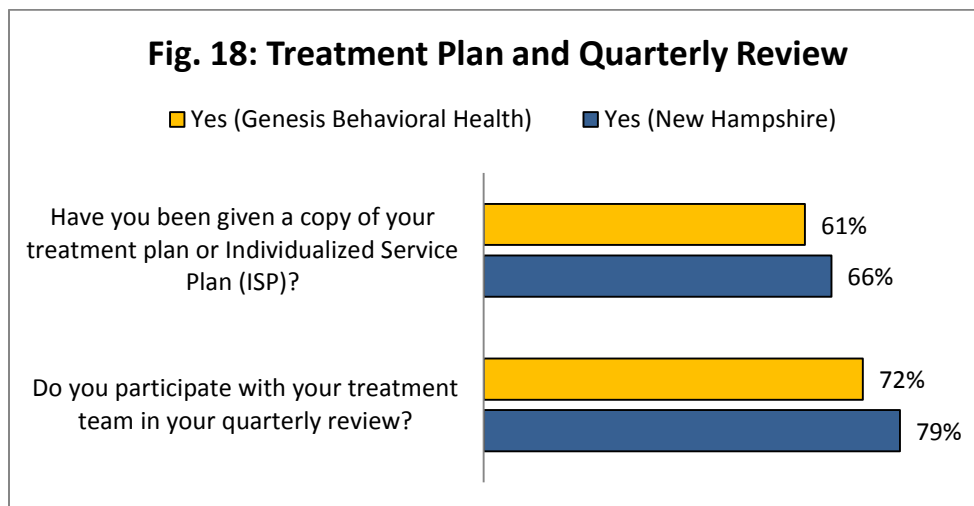 Fig. 18: Treatment Plan and Quarterly Review
Yes (Genesis Behavioral Health) Yes (New Hampshire)
Have you been given a copy of your
treatment plan or Individualized Service
Plan (ISP)?
61%
66%
Do you participate with your treatment
team in your quarterly review?
72%
79%